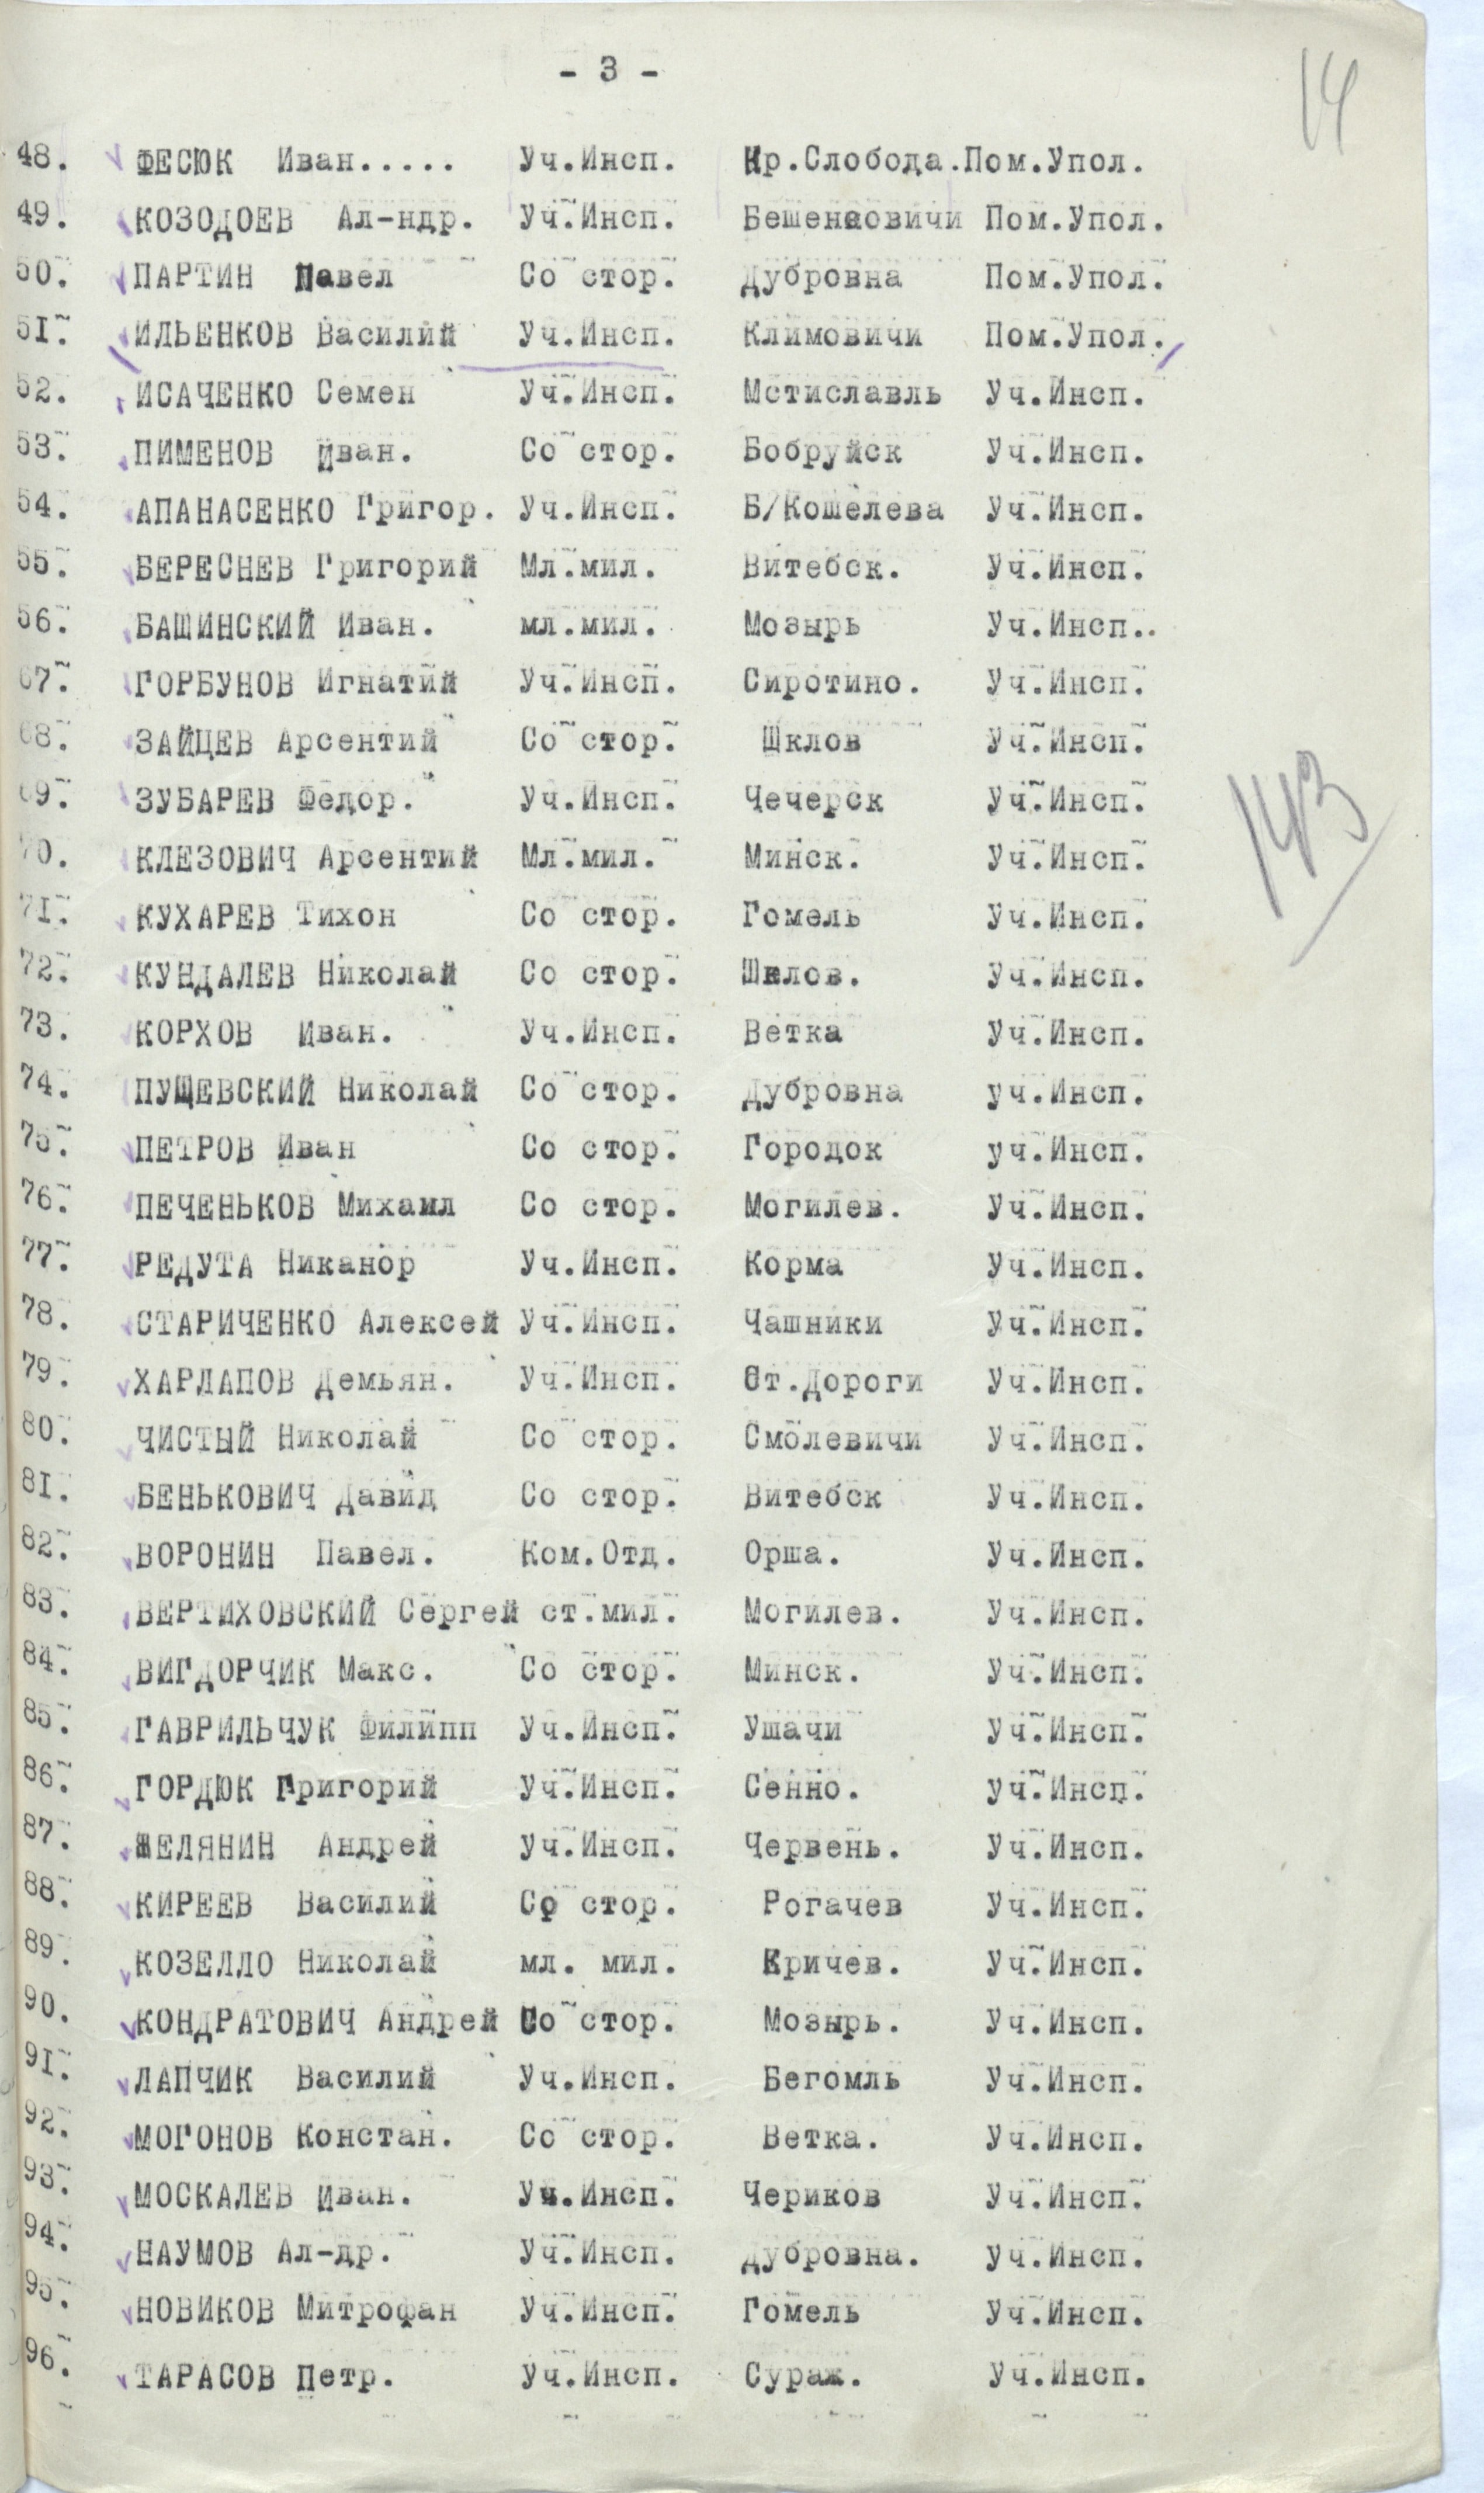 - 3 -
14
48. ФЕСЮК Иван..... Уч.Инсп. Кр.Слобода.Пом.Упол.
49. КОЗОДОЕВ Ал-ндр. Уч.Инсп. Бешенковичи Пом.Упол.
50. ПАРТИН Павел Со стор. Дубровна Пом.Упол.
51. ИЛЬЕНКОВ Василий Уч.Инсп. Климовичи Пом.Упол.
52. ИСАЧЕНКО Семен Уч.Инсп. Мстиславль Уч.Инсп.
53. ПИМЕНОВ Иван. Со стор. Бобруйск Уч.Инсп.
54. АПАНАСЕНКО Григор. Уч.Инсп. Б/Кошелева Уч.Инсп.
55. БЕРЕСНЕВ Григорий Мл.мил. Витебск. Уч.Инсп.
56. БАШИНСКИЙ Иван. мл.мил. Мозырь Уч.Инсп..
67. ГОРБУНОВ Игнатий Уч.Инсп. Сиротино. Уч.Инсп.
68. ЗАЙЦЕВ Арсентий Со стор. Шклов Уч.Инсп.
69. ЗУБАРЕВ Федор. Уч.Инсп. Чечерск Уч.Инсп.
70. КЛЕЗОВИЧ Арсентий Мл.мил. Минск. Уч.Инсп.
143
71. КУХАРЕВ Тихон Со стор. Гомель Уч.Инсп.
72. КУНДАЛЕВ Николай Со стор. Шклов. Уч.Инсп.
73. КОРХОВ Иван. Уч.Инсп. Ветка Уч.Инсп.
74. ПУЩЕВСКИЙ Николай Со стор. Дубровна уч.Инсп.
75. ПЕТРОВ Иван Со стор. Городок уч.Инсп.
76. ПЕЧЕНЬКОВ Михаил Со стор. Могилев. Уч.Инсп.
77. РЕДУТА Никанор Уч.Инсп. Корма Уч.Инсп.
78. СТАРИЧЕНКО Алексей Уч.Инсп. Чашники Уч.Инсп.
79. ХАРЛАПОВ Демьян. Уч.Инсп. Ст.Дороги Уч.Инсп.
80. ЧИСТЫЙ Николай Со стор. Смолевичи Уч.Инсп.
81. БЕНЬКОВИЧ Давид Со стор. Витебск Уч.Инсп.
82. ВОРОНИН Павел. Ком.Отд. Орша. Уч.Инсп.
83. ВЕРТИХОВСКИЙ Сергей ст.мил. Могилев. Уч.Инсп.
84. ВИГДОРЧИК Макс. Со стор. Минск. Уч.Инсп.
85. ГАВРИЛЬЧУК Филипп Уч.Инсп. Ушачи Уч.Инсп.
86. ГОРДЮК Григорий Уч.Инсп. Сенно. уч.Инсп.
87. ЖЕЛЯНИН Андрей Уч.Инсп. Червень. Уч.Инсп.
88. КИРЕЕВ Василий Со стор. Рогачев Уч.Инсп.
89. КОЗЕЛЛО Николай мл. мил. Кричев. Уч.Инсп.
90. КОНДРАТОВИЧ Андрей Со стор. Мозырь. Уч.Инсп.
91. ЛАПЧИК Василий Уч.Инсп. Бегомль Уч.Инсп.
92. МОГОНОВ Констан. Со стор. Ветка. Уч.Инсп.
93. МОСКАЛЕВ Иван. Уч.Инсп. Чериков Уч.Инсп.
94. НАУМОВ Ал-др. Уч.Инсп. Дубровна. уч.Инсп.
95. НОВИКОВ Митрофан Уч.Инсп. Гомель Уч.Инсп.
96. ТАРАСОВ Петр. Уч.Инсп. Сураж. Уч.Инсп.